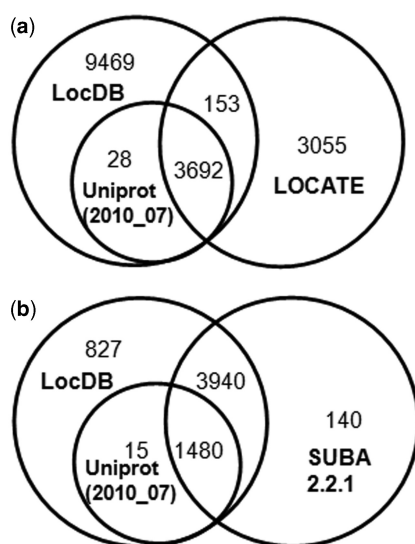 (a)
9469
LocDB
153
28
3692
3055
Uniprot
(2010_07)
LOCATE
(b)
827
LocDB
3940
15
1480
140
Uniprot
(2010_07)
SUBA
2.2.1